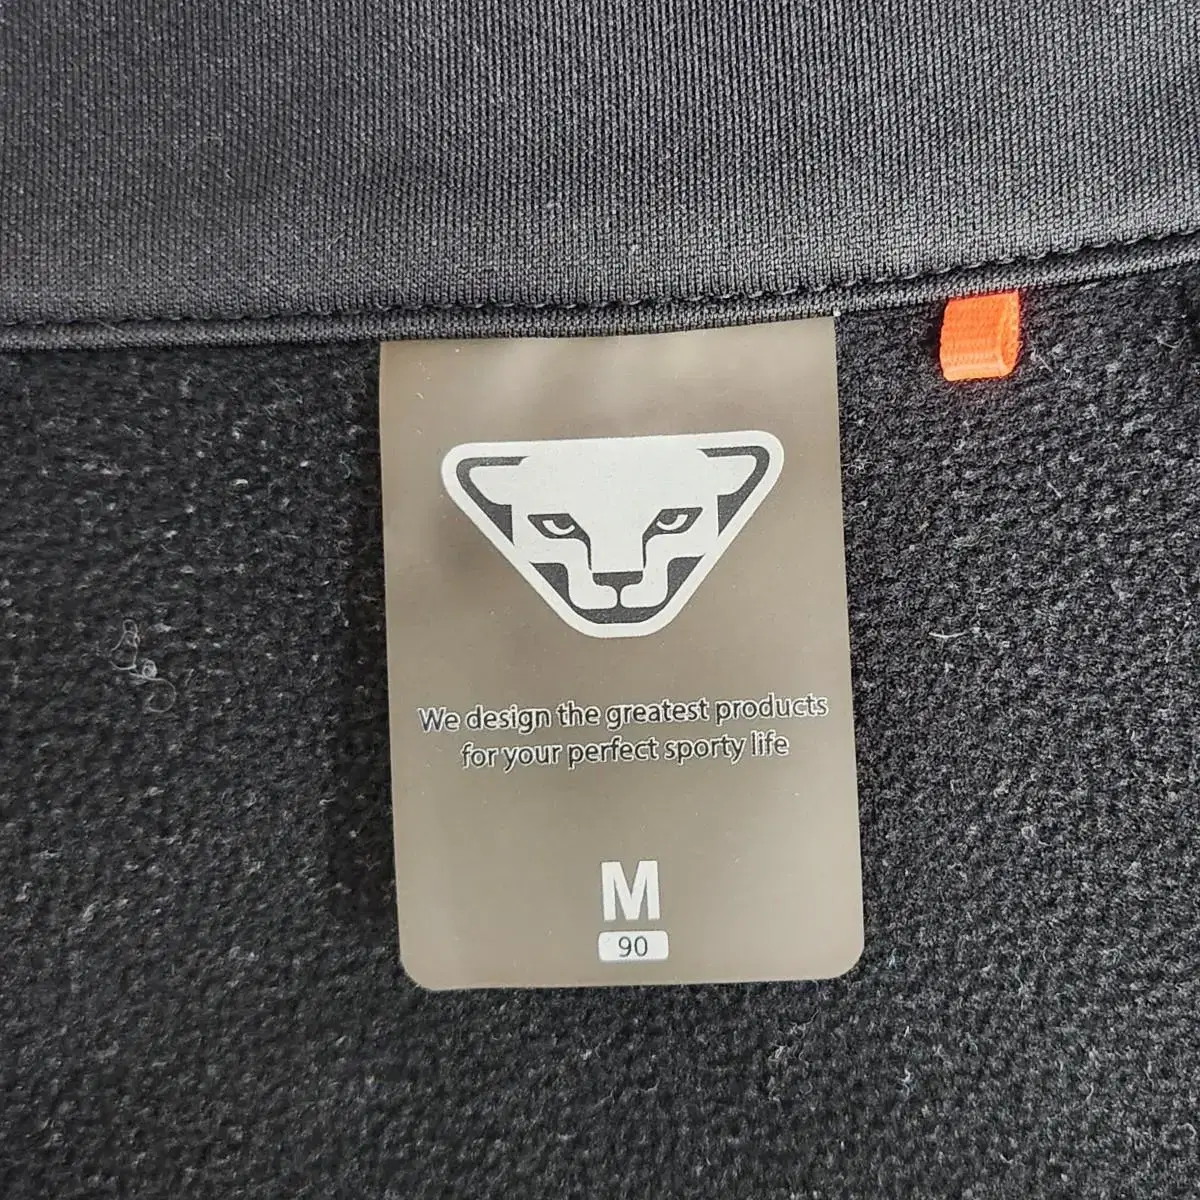 We design the greatest products
for your perfect sporty life
M
90